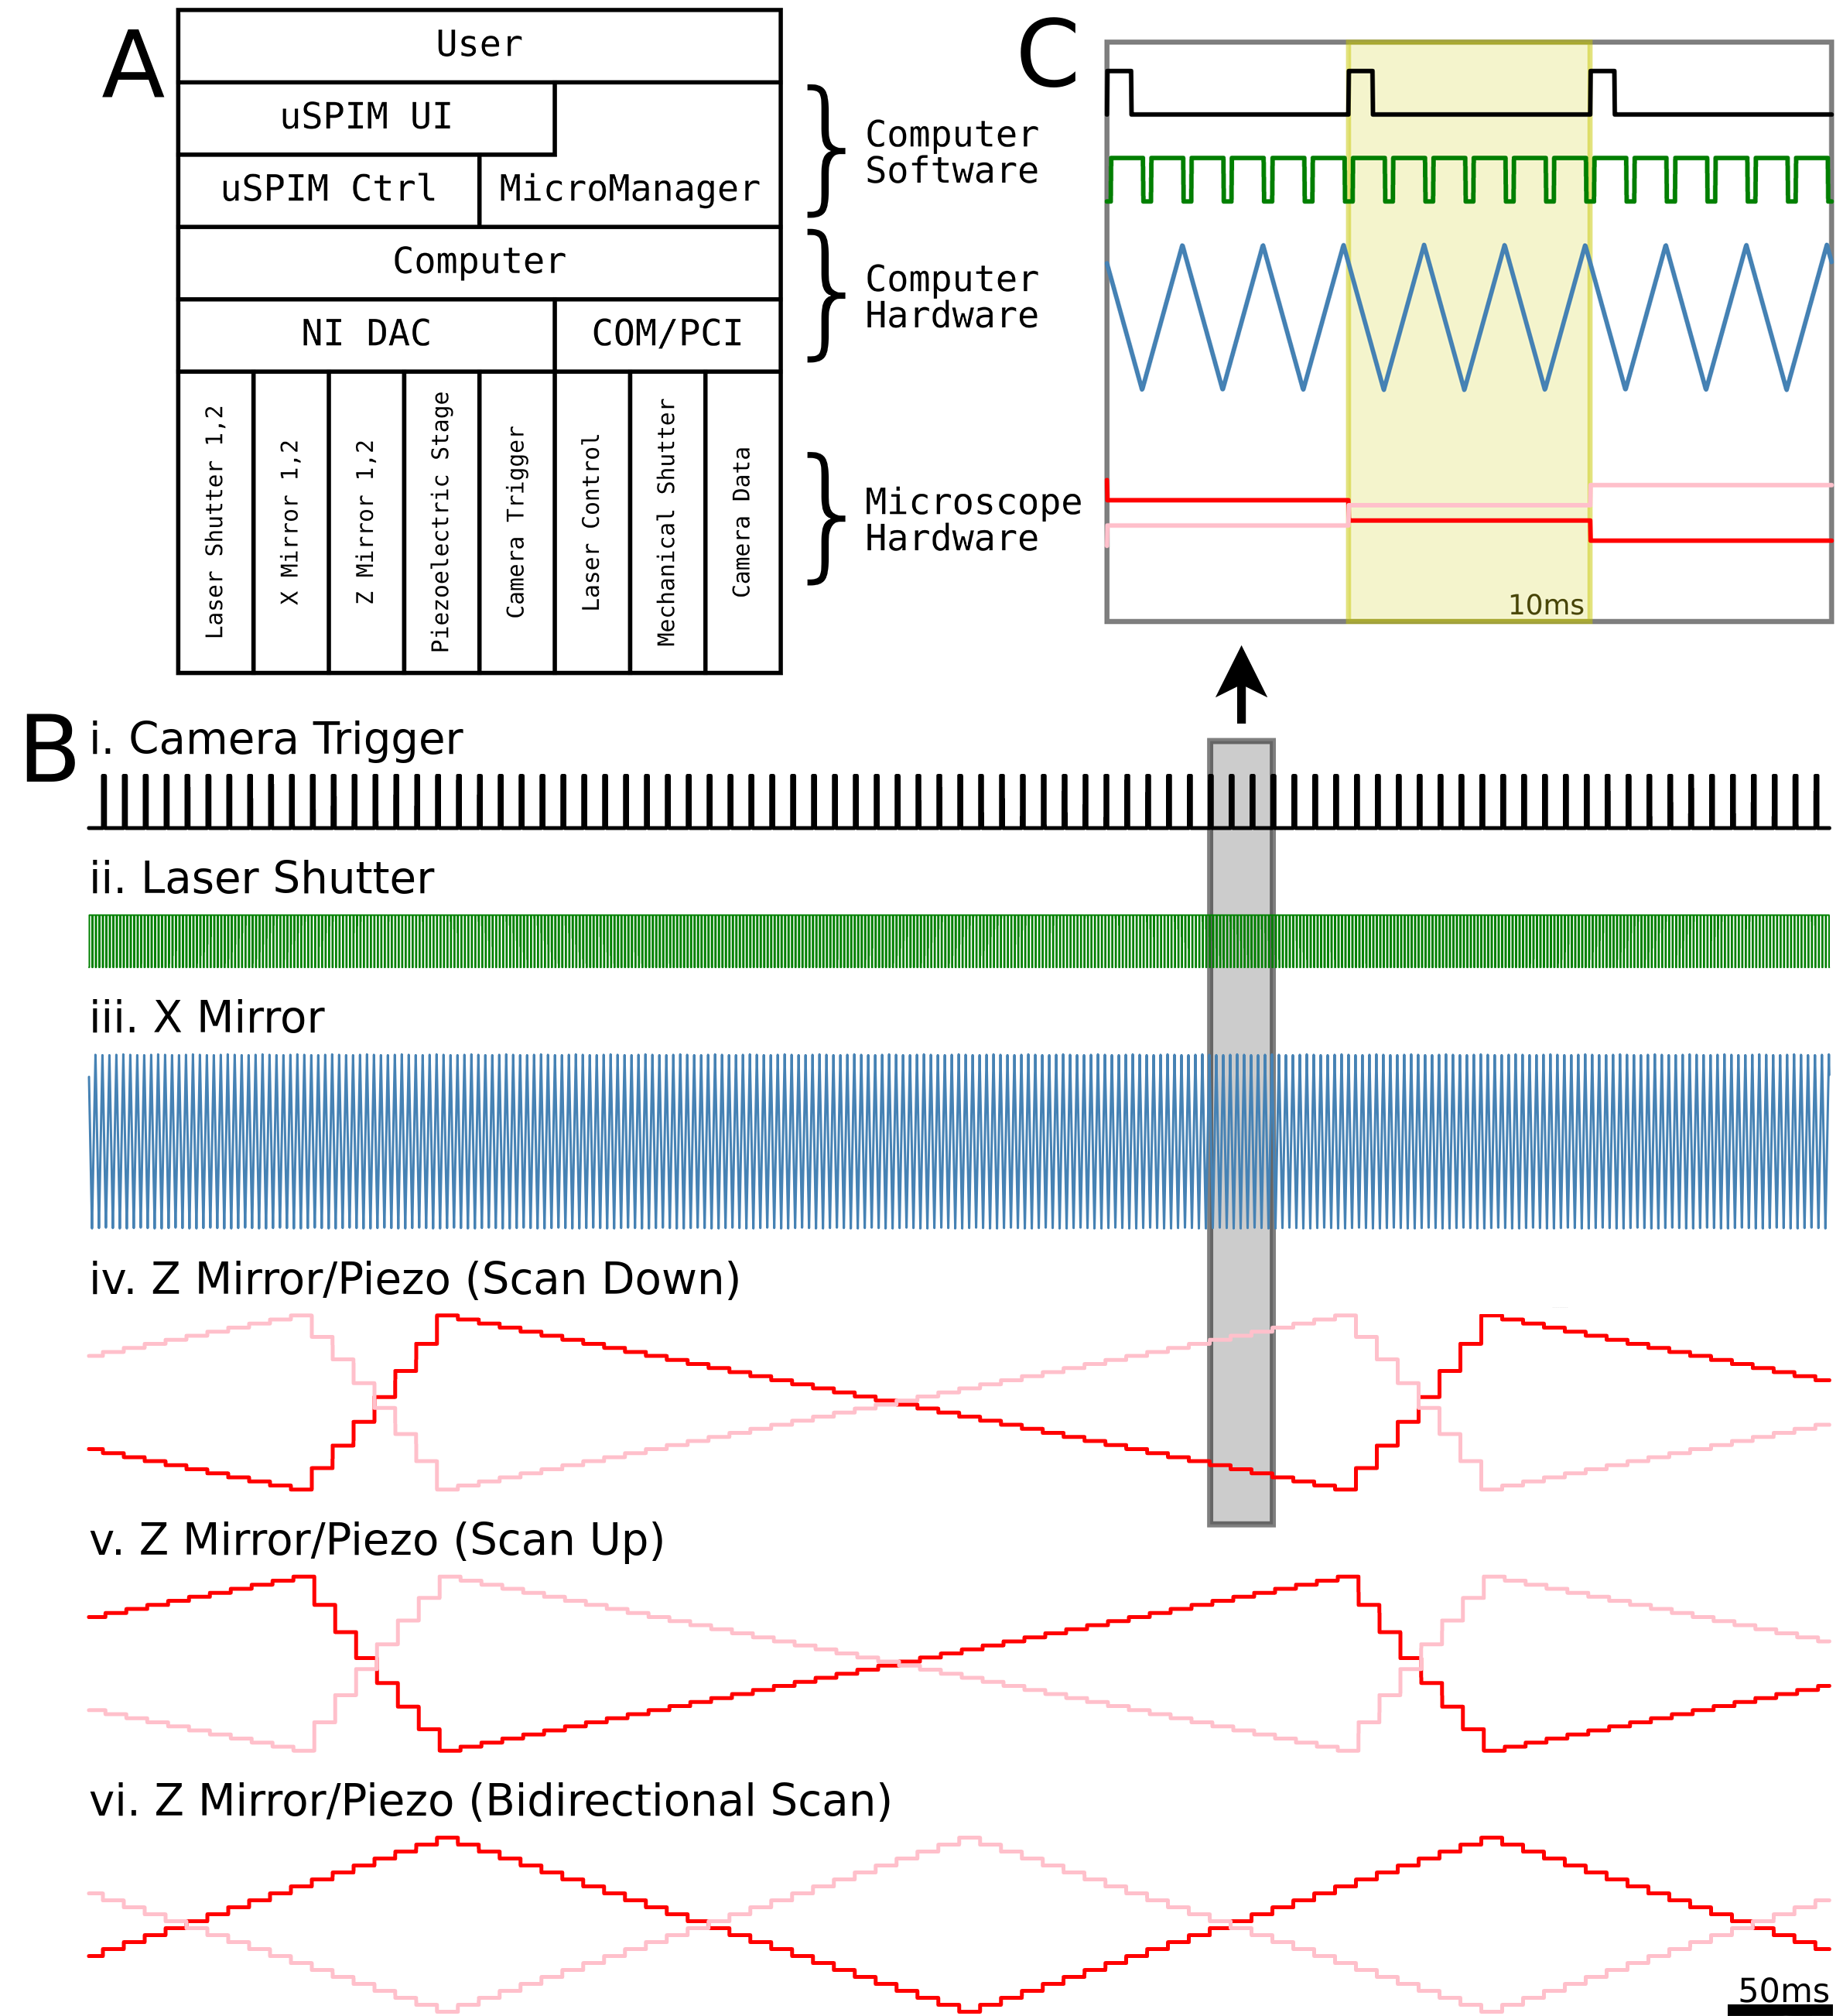 A
User
uSPIM UI
uSPIM Ctrl
MicroManager
Computer
NI DAC
COM/PCI
Laser Shutter 1,2
X Mirror 1,2
Z Mirror 1,2
Piezoelectric Stage
Camera Trigger
Laser Control
Mechanical Shutter
Camera Data
Computer
Software
Computer
Hardware
Microscope
Hardware
C
10ms
B
i. Camera Trigger
ii. Laser Shutter
iii. X Mirror
iv. Z Mirror/Piezo (Scan Down)
v. Z Mirror/Piezo (Scan Up)
vi. Z Mirror/Piezo (Bidirectional Scan)
50ms